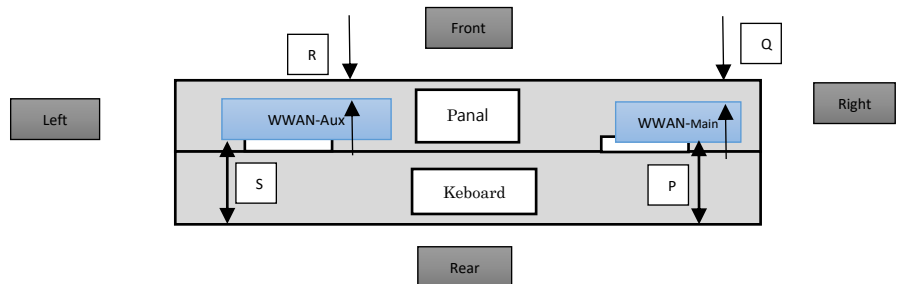 Front
R
Q
Left
WWAN-Aux
Panal
WWAN-Main
Right
S
Keboard
P
Rear